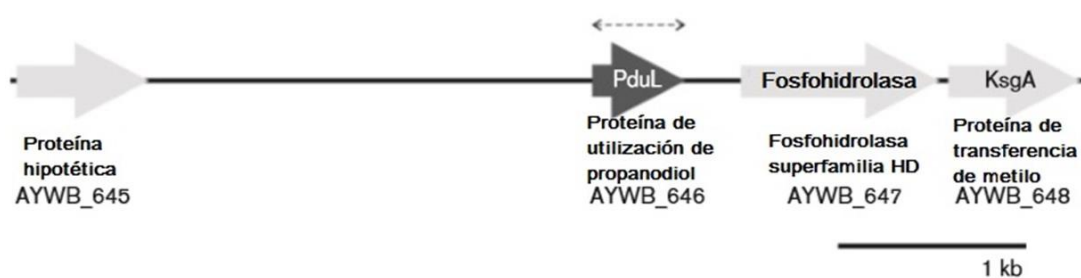 PduL
Fosfohidrolasa
KsgA
Proteína
hipotética
AYWB_645
Proteína de
utilización de
propanodiol
AYWB_646
Fosfohidrolasa
superfamilia HD
AYWB_647
Proteína de
transferencia
de metilo
AYWB_648
1 kb